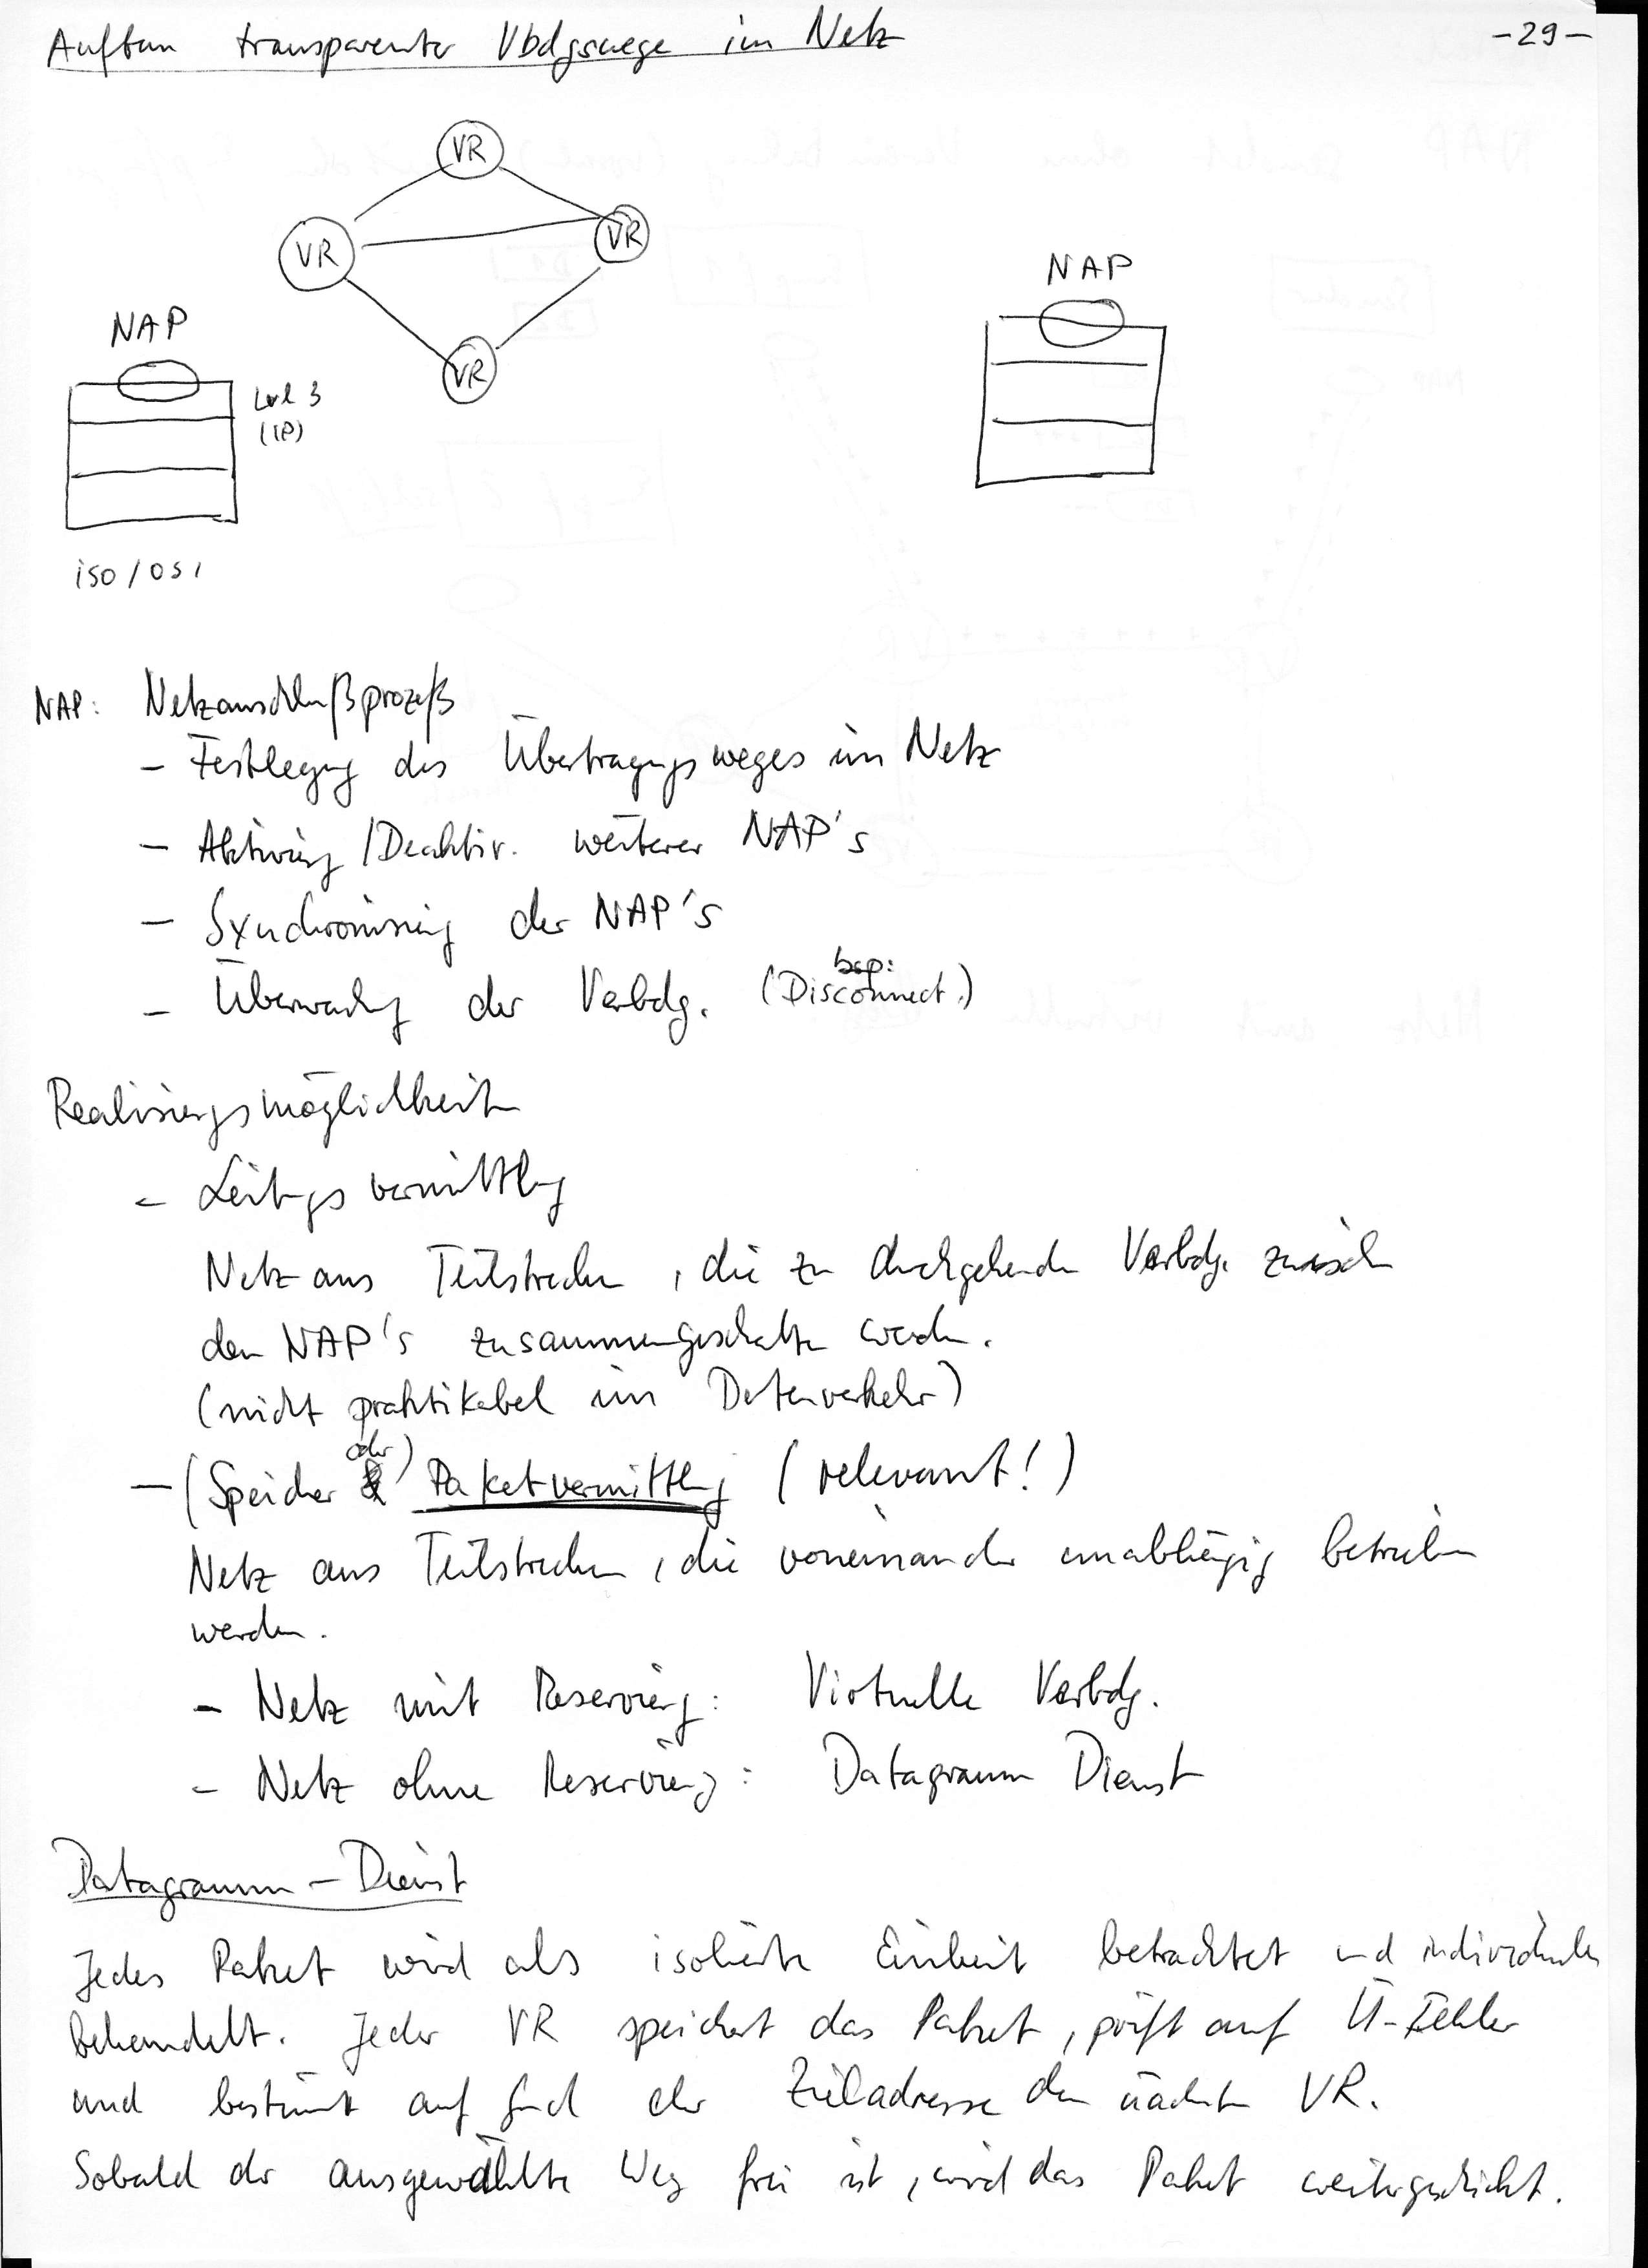 Aufbau transparenter Vbdgswege im Netz
-29-
VR
VR
VR
VR
NAP
NAP
Lvl 3
(IP)
iso/osi
NAP: Netzanschlußprozeß
- Festlegung des Übertragungsweges im Netz
- Aktivierung/Deaktiv. weiterer NAP's
- Synchronisierung der NAP's
bsp:
- Überwachung der Verbdg. (Disconnect.)
Realisierungsmöglichkeiten
- Leitungsvermittlung
Netz aus Teilstrecken, die zu durchgehenden Verbdg. zwischen
den NAP's zusammengeschaltet werden.
(nicht praktikabel im Datenverkehr)
oder)
- (Speicher Paketvermittlung (relevant!)
Netz aus Teilstrecken, die voneinander unabhängig betrieben
werden.
- Netz mit Reservierung: Virtuelle Verbdg.
- Netz ohne Reservierung: Datagramm Dienst
Datagramm-Dienst
Jedes Paket wird als isolierte Einheit betrachtet und individuell
behandelt. Jeder VR speichert das Paket, prüft auf Ü-Fehler
und bestimmt auf Grund der Zieladresse den nächsten VR.
Sobald der ausgewählte Weg frei ist, wird das Paket weitergeschickt.